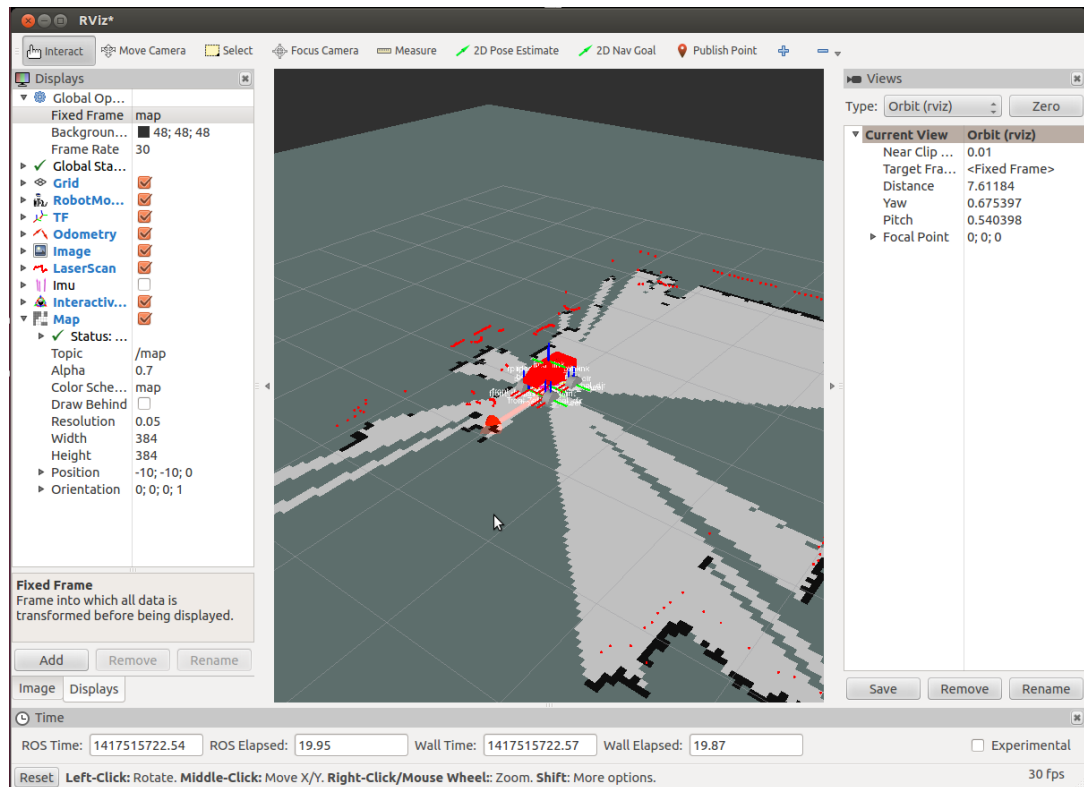 RViz*
Interact Move Camera Select Focus Camera Measure 2D Pose Estimate 2D Nav Goal Publish Point
Displays
Global Op...
Fixed Frame map
Backgroun... 48; 48; 48
Frame Rate 30
Global Sta...
Grid
RobotMo...
TF
Odometry
Image
LaserScan
Imu
Interactiv...
Map
Status: ...
Topic /map
Alpha 0.7
Color Sche... map
Draw Behind
Resolution 0.05
Width 384
Height 384
Position -10; -10; 0
Orientation 0; 0; 0; 1
Fixed Frame
Frame into which all data is
transformed before being displayed.
Add Remove Rename
Image Displays
Views
Type: Orbit (rviz) Zero
Current View Orbit (rviz)
Near Clip ... 0.01
Target Fra... <Fixed Frame>
Distance 7.61184
Yaw 0.675397
Pitch 0.540398
Focal Point 0; 0; 0
Save Remove Rename
Time
ROS Time: 1417515722.54 ROS Elapsed: 19.95 Wall Time: 1417515722.57 Wall Elapsed: 19.87 Experimental
Reset Left-Click: Rotate. Middle-Click: Move X/Y. Right-Click/Mouse Wheel:: Zoom. Shift: More options. 30 fps